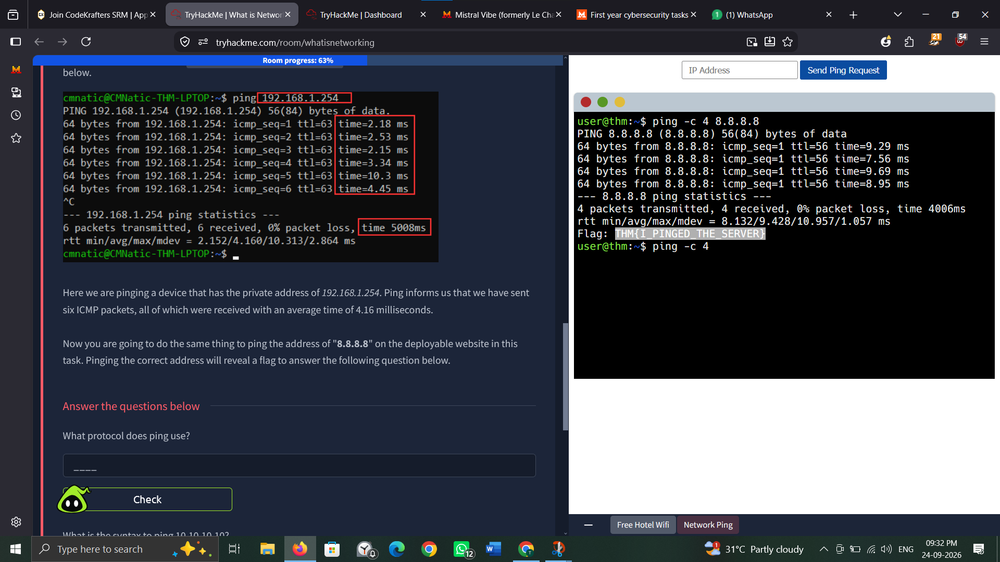 Join CodeKrafters SRM | App
TryHackMe | What is Networ
TryHackMe | Dashboard
Mistral Vibe (formerly Le Cha
First year cybersecurity tasks
(1) WhatsApp
tryhackme.com/room/whatisnetworking
21
54
Room progress: 63%
below.
cmnatic@CMNatic-THM-LPTOP:~$ ping 192.168.1.254
PING 192.168.1.254 (192.168.1.254) 56(84) bytes of data.
64 bytes from 192.168.1.254: icmp_seq=1 ttl=63 time=2.18 ms
64 bytes from 192.168.1.254: icmp_seq=2 ttl=63 time=2.53 ms
64 bytes from 192.168.1.254: icmp_seq=3 ttl=63 time=2.15 ms
64 bytes from 192.168.1.254: icmp_seq=4 ttl=63 time=3.34 ms
64 bytes from 192.168.1.254: icmp_seq=5 ttl=63 time=10.3 ms
64 bytes from 192.168.1.254: icmp_seq=6 ttl=63 time=4.45 ms
^C
--- 192.168.1.254 ping statistics ---
6 packets transmitted, 6 received, 0% packet loss, time 5008ms
rtt min/avg/max/mdev = 2.152/4.160/10.313/2.864 ms
cmnatic@CMNatic-THM-LPTOP:~$
Here we are pinging a device that has the private address of 192.168.1.254. Ping informs us that we have sent
six ICMP packets, all of which were received with an average time of 4.16 milliseconds.
Now you are going to do the same thing to ping the address of "8.8.8.8" on the deployable website in this
task. Pinging the correct address will reveal a flag to answer the following question below.
Answer the questions below
What protocol does ping use?
____
Check
What is the syntax to ping 10.10.10.10?
IP Address
Send Ping Request
user@thm:~$ ping -c 4 8.8.8.8
PING 8.8.8.8 (8.8.8.8) 56(84) bytes of data
64 bytes from 8.8.8.8: icmp_seq=1 ttl=56 time=9.29 ms
64 bytes from 8.8.8.8: icmp_seq=1 ttl=56 time=7.56 ms
64 bytes from 8.8.8.8: icmp_seq=1 ttl=56 time=9.69 ms
64 bytes from 8.8.8.8: icmp_seq=1 ttl=56 time=8.95 ms
--- 8.8.8.8 ping statistics ---
4 packets transmitted, 4 received, 0% packet loss, time 4006ms
rtt min/avg/max/mdev = 8.132/9.428/10.957/1.057 ms
Flag: THM{I_PINGED_THE_SERVER}
user@thm:~$ ping -c 4
Free Hotel Wifi
Network Ping
Type here to search
12
1
31°C Partly cloudy
ENG
09:32 PM
24-09-2026